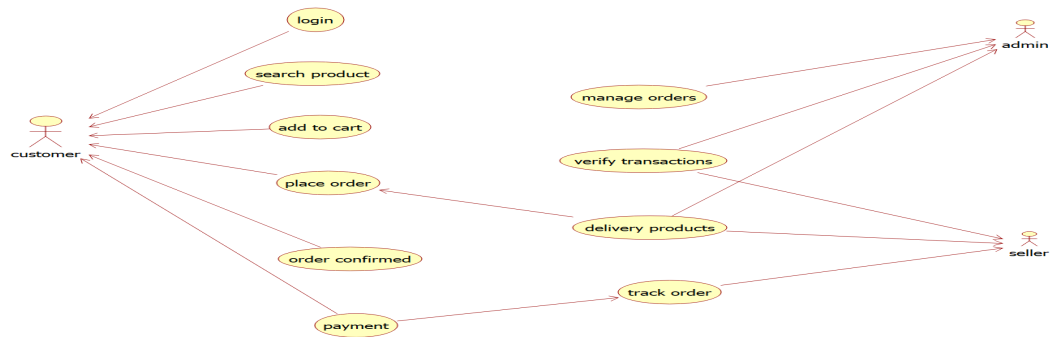 login
admin
search product
manage orders
add to cart
customer
verify transactions
place order
delivery products
seller
order confirmed
track order
payment